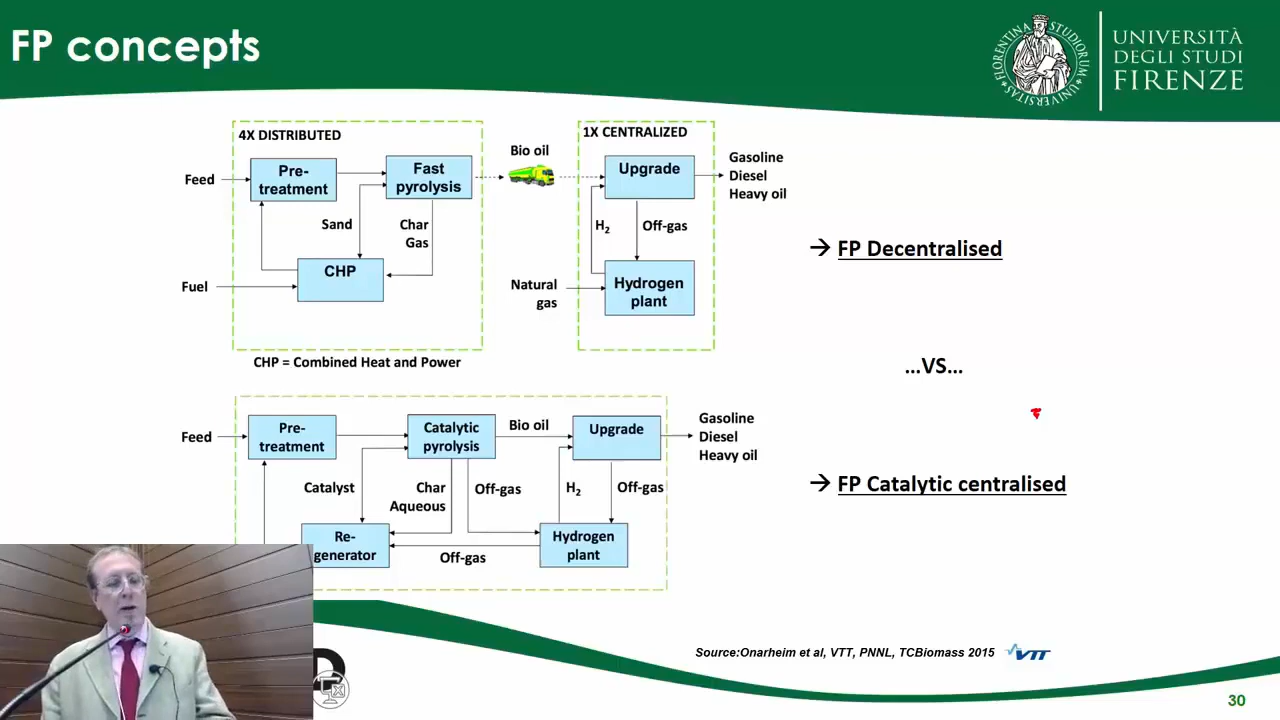 FP concepts
UNIVERSITÀ
DEGLI STUDI
FIRENZE
FLORENTINA STUDIORUM UNIVERSITAS
4X DISTRIBUTED
Feed
Pre-
treatment
Fast
pyrolysis
Sand
Char
Gas
CHP
Fuel
Bio oil
1X CENTRALIZED
Upgrade
Gasoline
Diesel
Heavy oil
H2
Off-gas
Natural
gas
Hydrogen
plant
CHP = Combined Heat and Power
→ FP Decentralised
...VS...
Feed
Pre-
treatment
Catalytic
pyrolysis
Bio oil
Upgrade
Gasoline
Diesel
Heavy oil
Catalyst
Char
Aqueous
Off-gas
H2
Off-gas
Re-
generator
Off-gas
Hydrogen
plant
→ FP Catalytic centralised
Source:Onarheim et al, VTT, PNNL, TCBiomass 2015
VTT
30